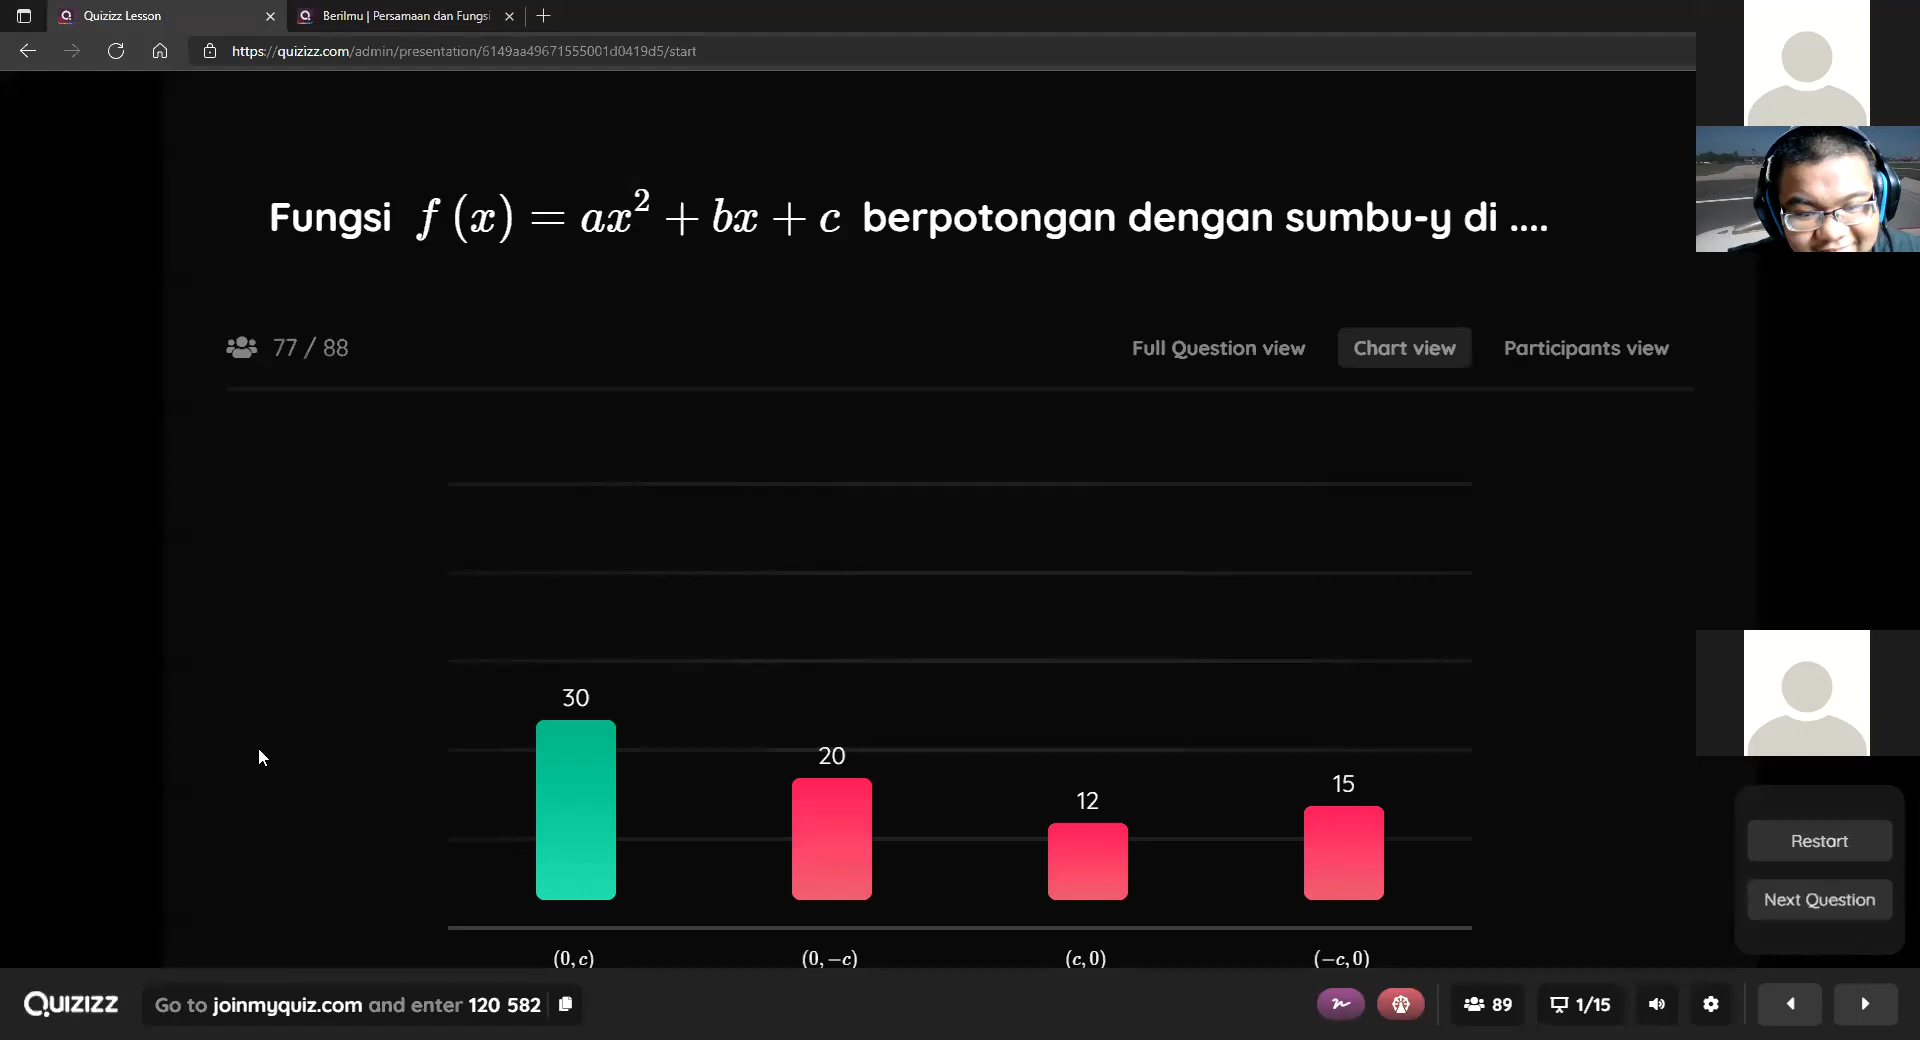 Quizizz Lesson
Berilmu | Persamaan dan Fungsi
https://quizizz.com/admin/presentation/6149aa49671555001d0419d5/start
Fungsi f(x) = ax² + bx + c berpotongan dengan sumbu-y di ....
77 / 88
Full Question view
Chart view
Participants view
30
20
12
15
(0, c)
(0, −c)
(c, 0)
(−c, 0)
Restart
Next Question
Quizizz
Go to joinmyquiz.com and enter 120 582
89
1/15